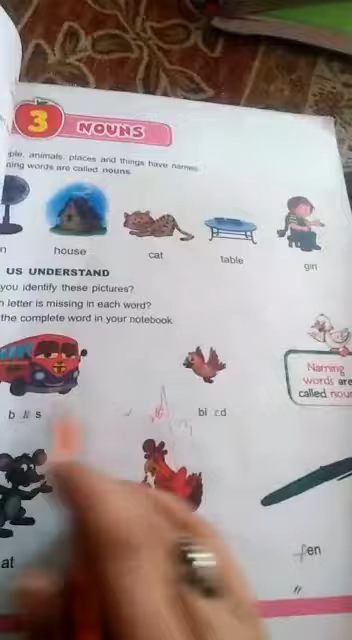 3 NOUNS
ple, animals, places and things have names.
ming words are called nouns.
n house cat table girl
US UNDERSTAND
you identify these pictures?
h letter is missing in each word?
the complete word in your notebook.
Naming
words are
called noun
b u s bi rd
at pen